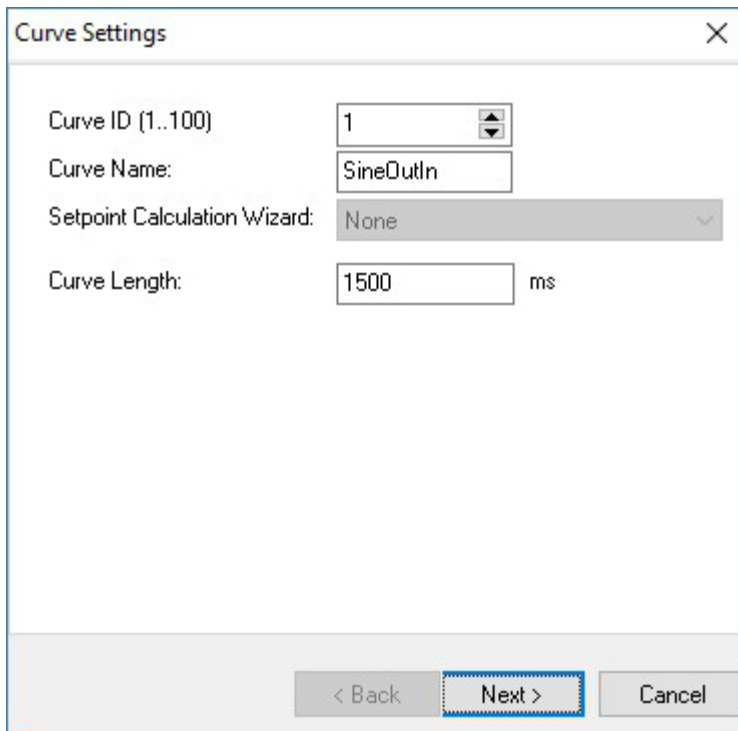 Curve Settings
Curve ID (1..100)
1
Curve Name:
SineOutIn
Setpoint Calculation Wizard:
None
Curve Length:
1500
ms
< Back
Next >
Cancel